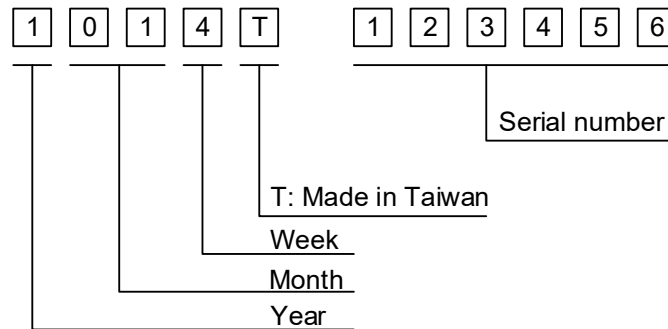 1 0 1 4 T 1 2 3 4 5 6
Serial number
T: Made in Taiwan
Week
Month
Year